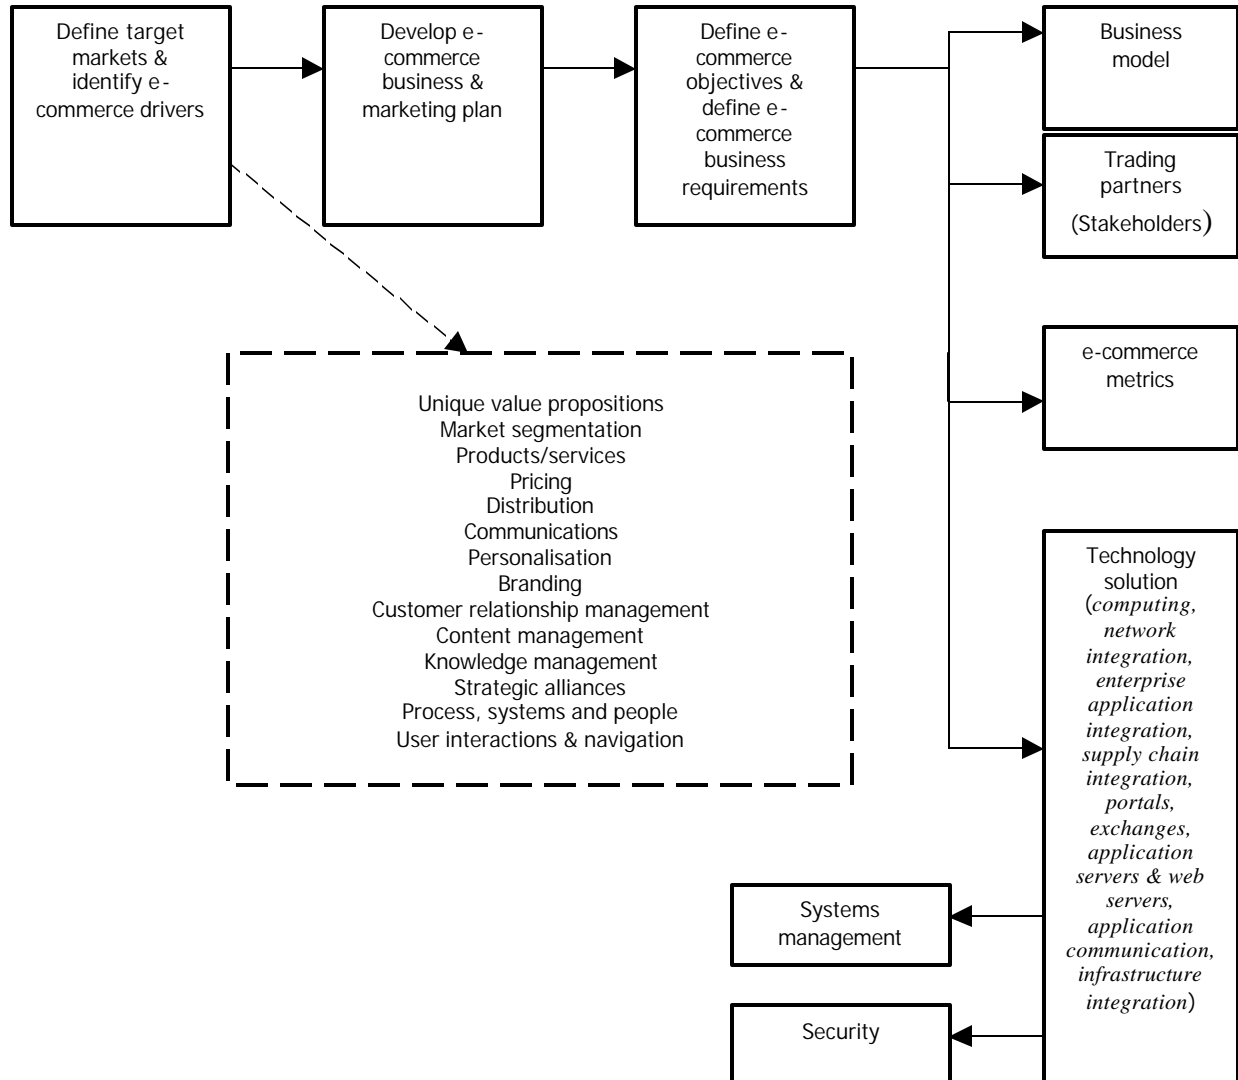 Define target
markets &
identify e-
commerce drivers
Develop e-
commerce
business &
marketing plan
Define e-
commerce
objectives &
define e-
commerce
business
requirements
Business
model
Trading
partners
(Stakeholders)
e-commerce
metrics
Unique value propositions
Market segmentation
Products/services
Pricing
Distribution
Communications
Personalisation
Branding
Customer relationship management
Content management
Knowledge management
Strategic alliances
Process, systems and people
User interactions & navigation
Technology
solution
(computing,
network
integration,
enterprise
application
integration,
supply chain
integration,
portals,
exchanges,
application
servers & web
servers,
application
communication,
infrastructure
integration)
Systems
management
Security